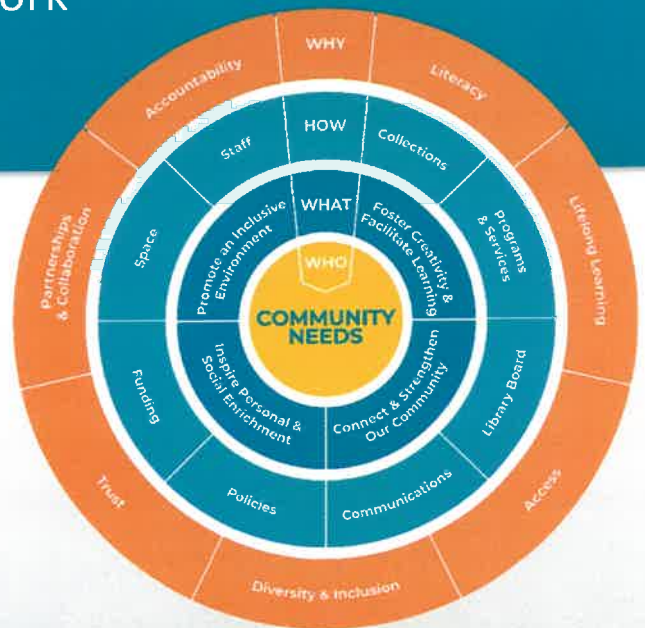 WHY
Literacy
Lifelong Learning
Access
Diversity & Inclusion
Trust
Partnerships
& Collaboration
Accountability
HOW
Collections
Programs
& Services
Library Board
Communications
Policies
Funding
Space
Staff
WHAT
Foster Creativity &
Facilitate Learning
Connect & Strengthen
Our Community
Inspire Personal &
Social Enrichment
Promote an Inclusive
Environment
WHO
COMMUNITY
NEEDS